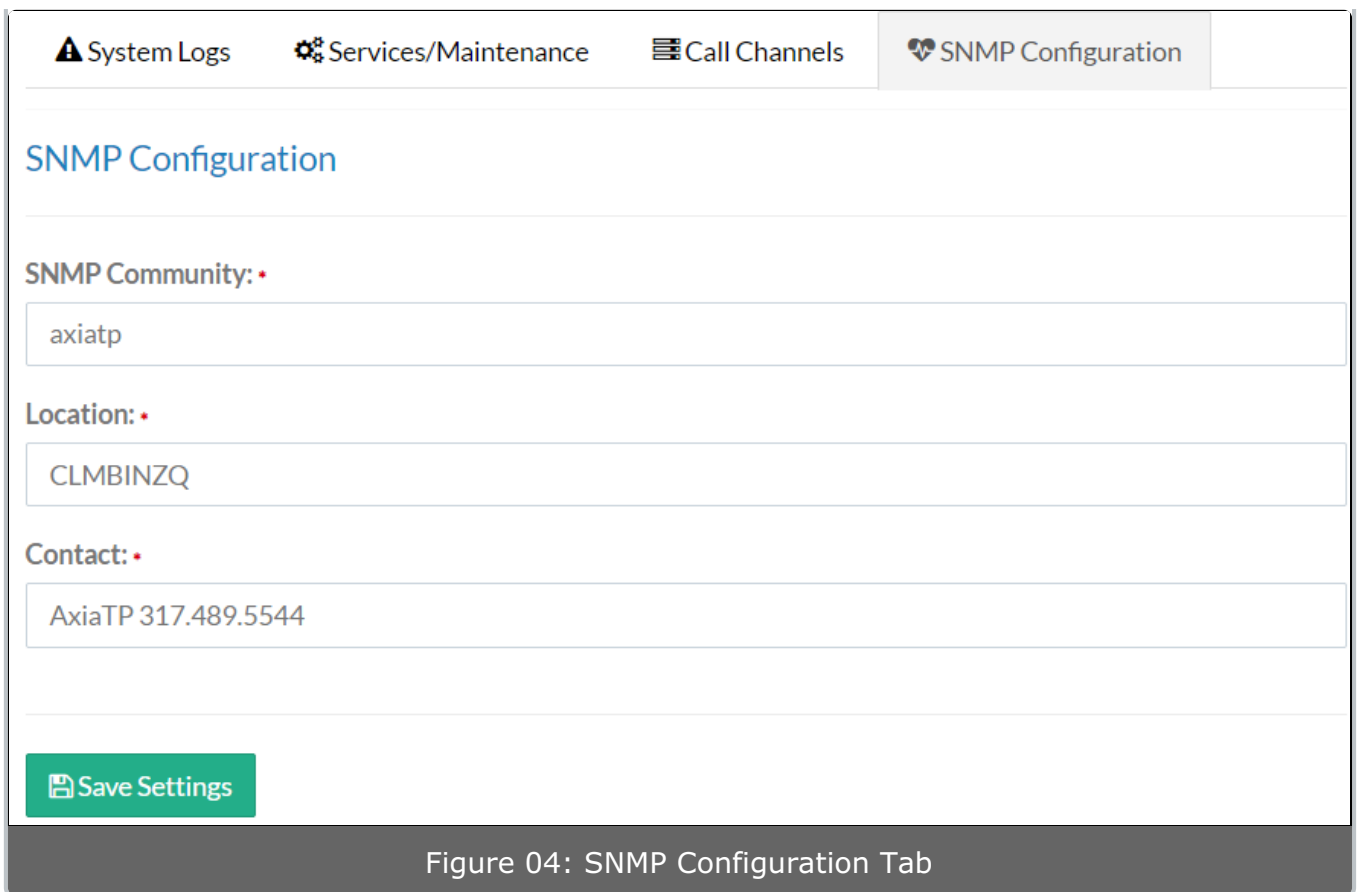 System Logs Services/Maintenance Call Channels SNMP Configuration
SNMP Configuration
SNMP Community: *
axiatp
Location: *
CLMBINZQ
Contact: *
AxiaTP 317.489.5544
Save Settings
Figure 04: SNMP Configuration Tab